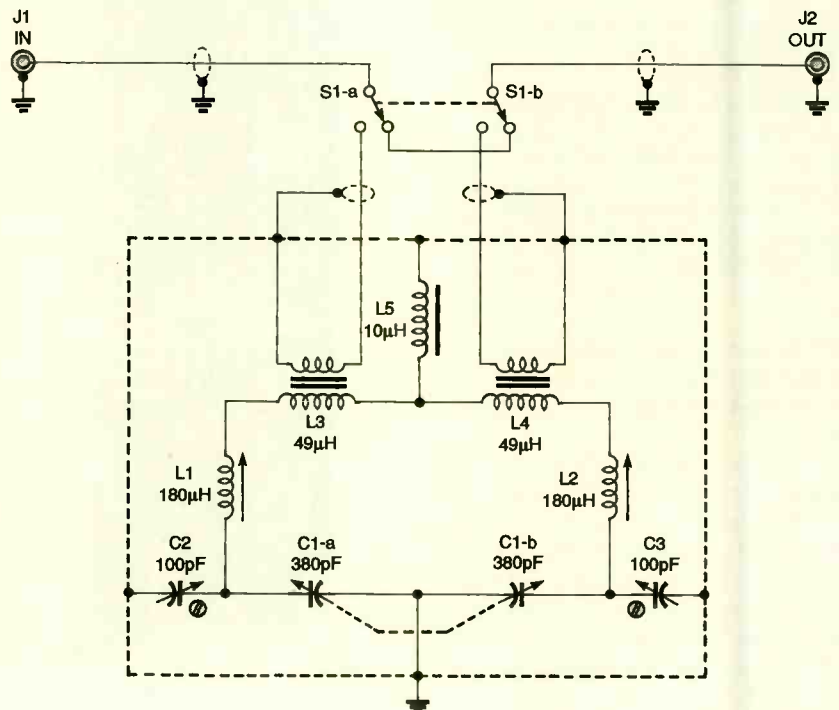 J1
IN
J2
OUT
S1-a
S1-b
L5
10µH
L3
49µH
L4
49µH
L1
180µH
L2
180µH
C2
100pF
C1-a
380pF
C1-b
380pF
C3
100pF